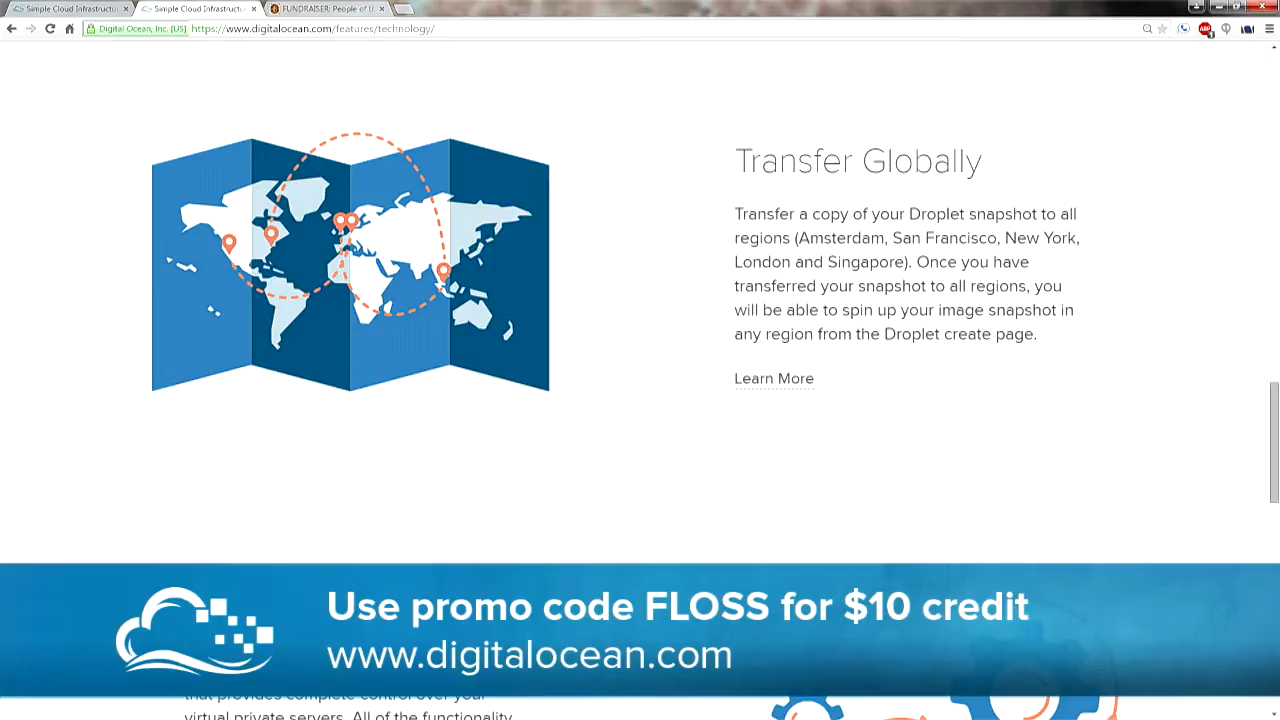 Simple Cloud Infrastructu
Simple Cloud Infrastructu
FUNDRAISER: People of t
Digital Ocean, Inc. [US]
https://www.digitalocean.com/features/technology/
ABP
Transfer Globally
Transfer a copy of your Droplet snapshot to all
regions (Amsterdam, San Francisco, New York,
London and Singapore). Once you have
transferred your snapshot to all regions, you
will be able to spin up your image snapshot in
any region from the Droplet create page.
Learn More
Use promo code FLOSS for $10 credit
www.digitalocean.com
that provides complete control over your
virtual private servers. All of the functionality